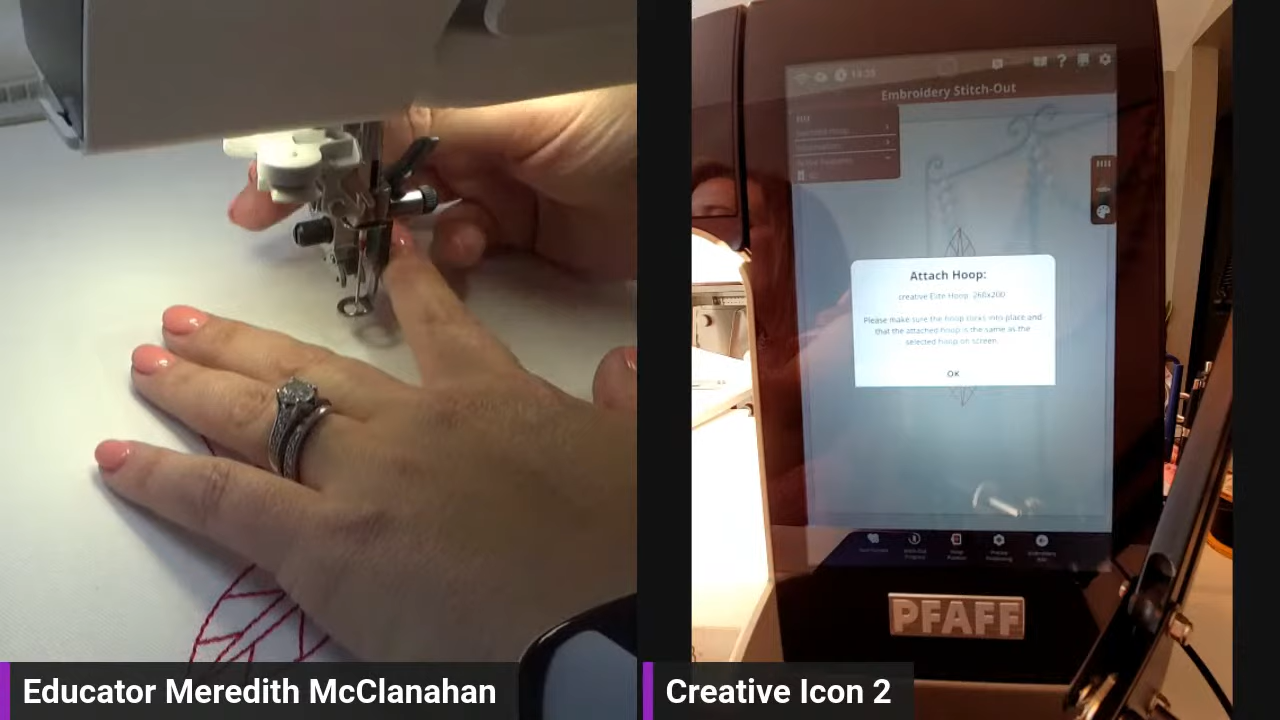 Educator Meredith McClanahan
14:38
Embroidery Stitch-Out
Attach Hoop:
creative Elite Hoop 260x200
Please make sure the hoop clicks into place and
that the attached hoop is the same as the
selected hoop on screen.
OK
PFAFF
Creative Icon 2